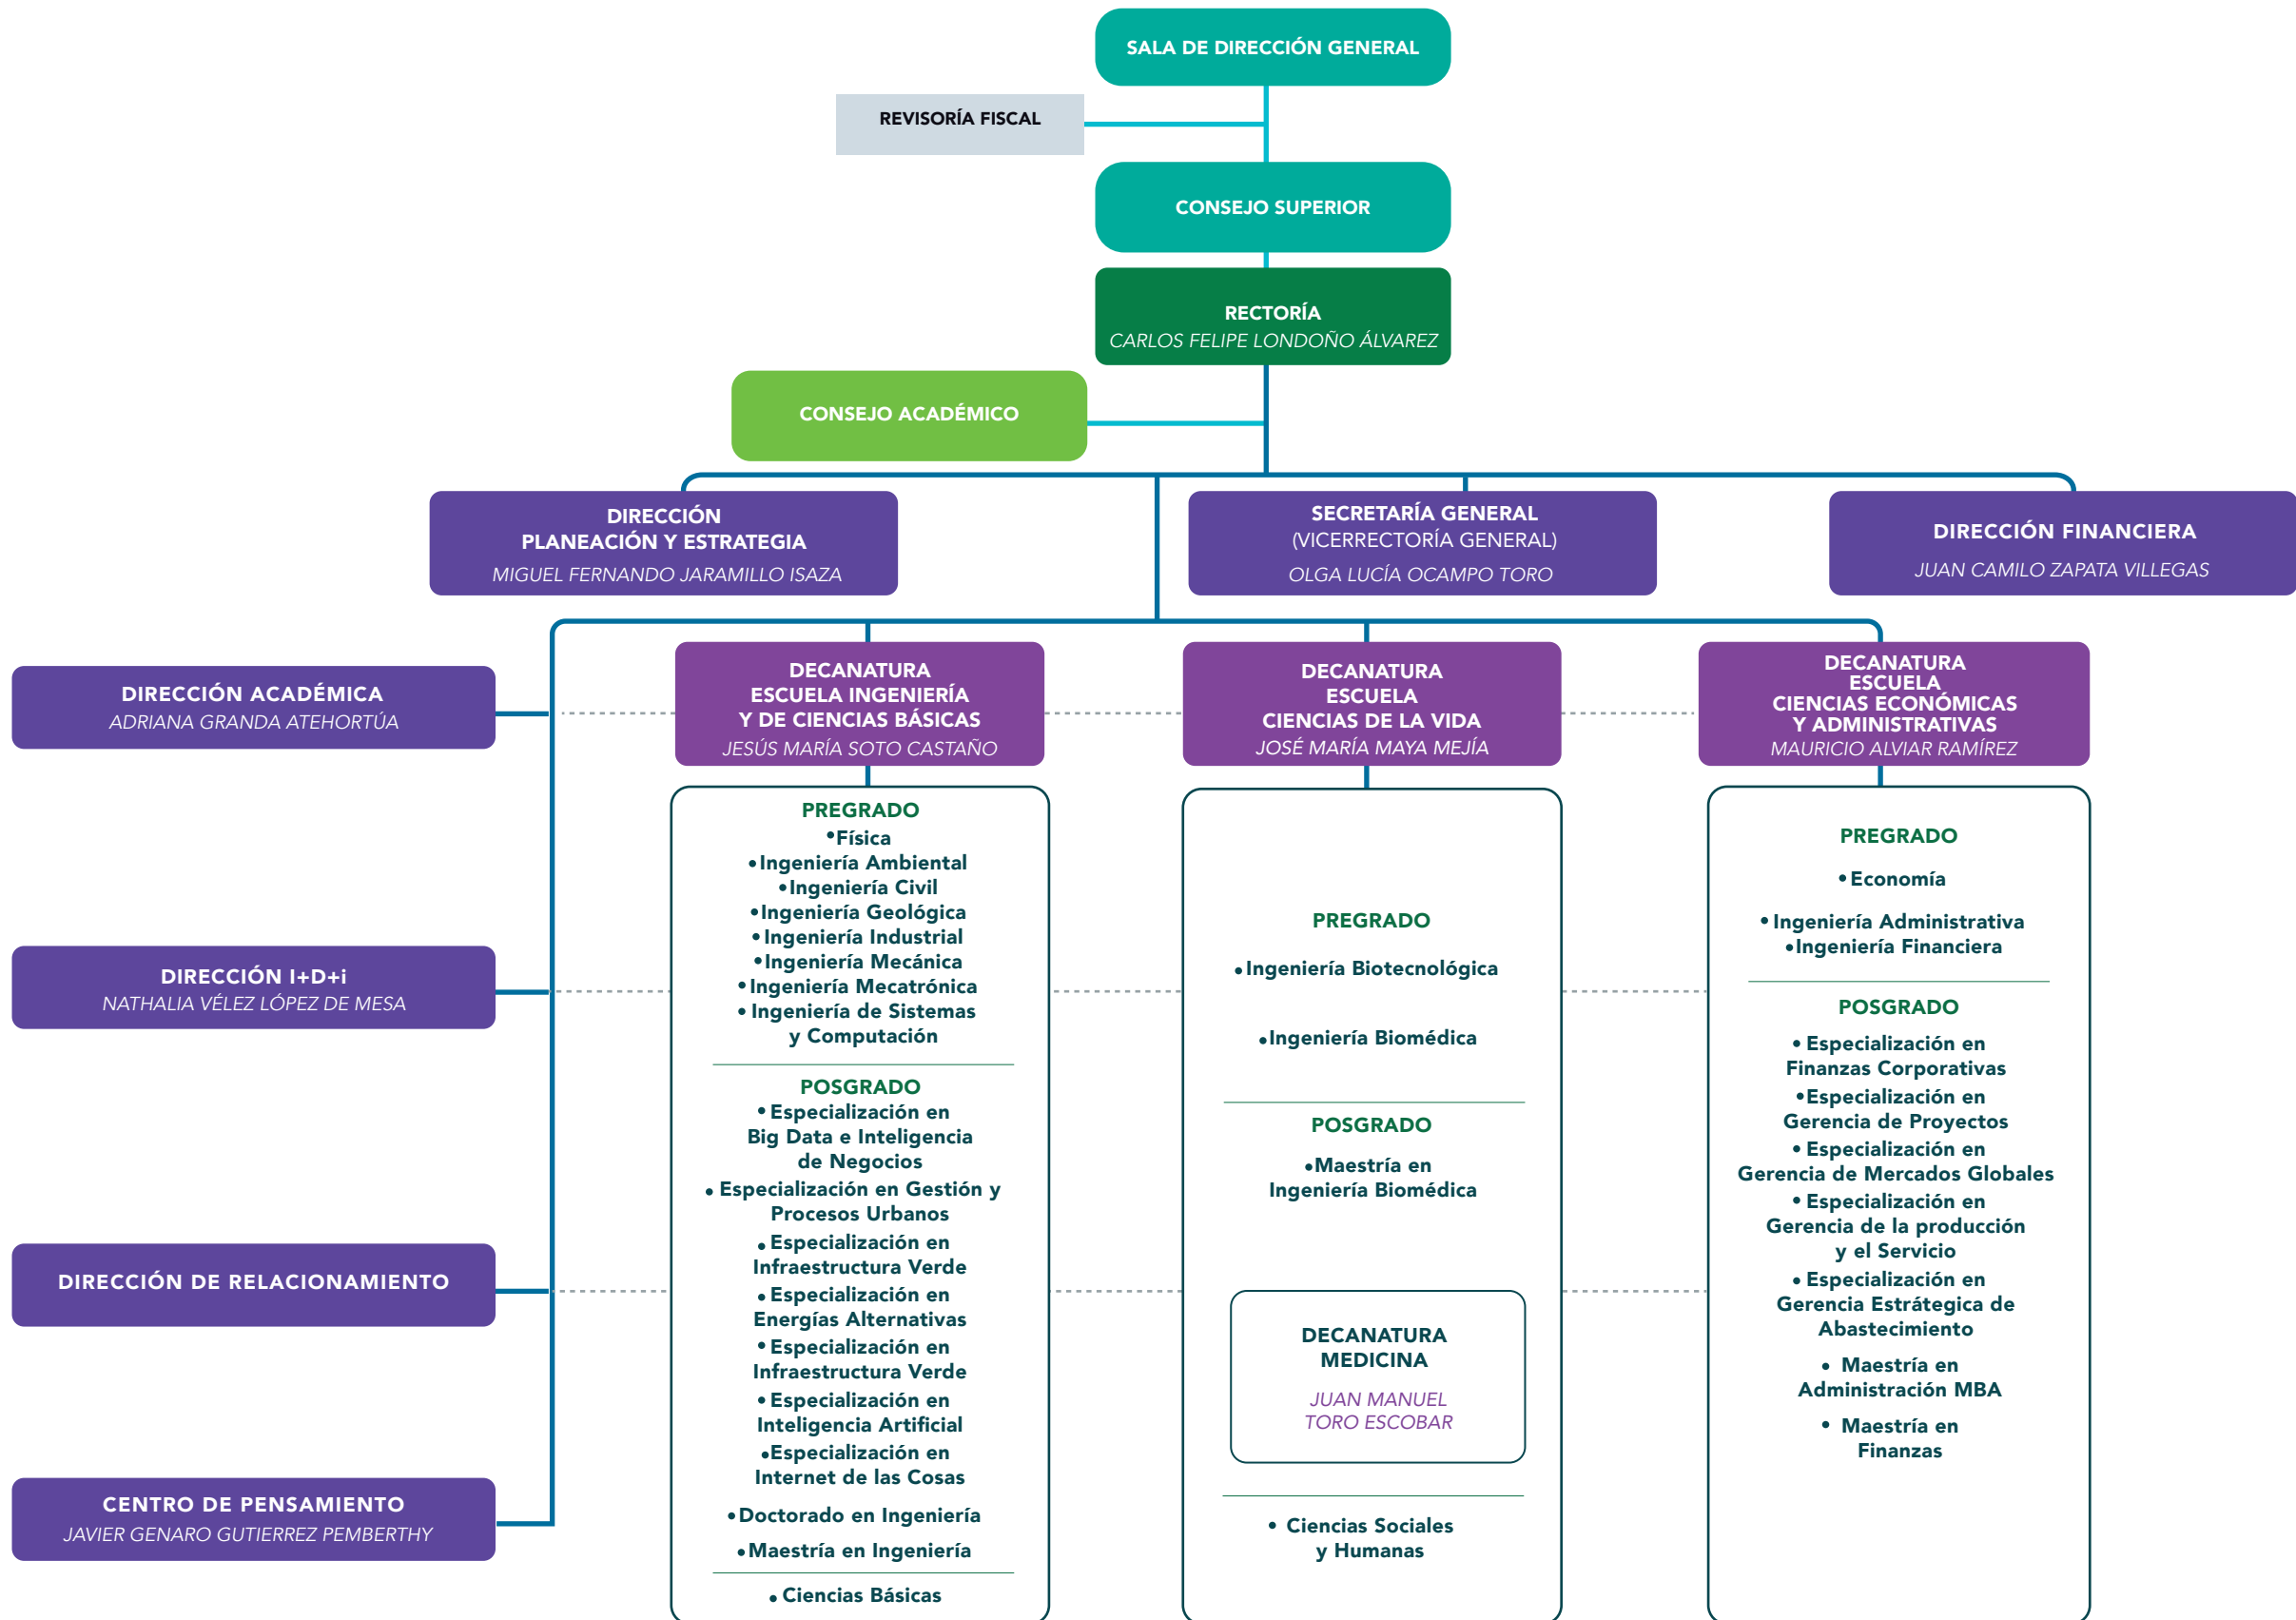 SALA DE DIRECCIÓN GENERAL
REVISORÍA FISCAL
CONSEJO SUPERIOR
RECTORÍA
CARLOS FELIPE LONDOÑO ÁLVAREZ
CONSEJO ACADÉMICO
DIRECCIÓN
PLANEACIÓN Y ESTRATEGIA
MIGUEL FERNANDO JARAMILLO ISAZA
SECRETARÍA GENERAL
(VICERRECTORÍA GENERAL)
OLGA LUCÍA OCAMPO TORO
DIRECCIÓN FINANCIERA
JUAN CAMILO ZAPATA VILLEGAS
DIRECCIÓN ACADÉMICA
ADRIANA GRANDA ATEHORTÚA
DIRECCIÓN I+D+i
NATHALIA VÉLEZ LÓPEZ DE MESA
DIRECCIÓN DE RELACIONAMIENTO
CENTRO DE PENSAMIENTO
JAVIER GENARO GUTIERREZ PEMBERTHY
DECANATURA
ESCUELA INGENIERÍA
Y DE CIENCIAS BÁSICAS
JESÚS MARÍA SOTO CASTAÑO
PREGRADO
•Física
•Ingeniería Ambiental
•Ingeniería Civil
•Ingeniería Geológica
•Ingeniería Industrial
•Ingeniería Mecánica
•Ingeniería Mecatrónica
• Ingeniería de Sistemas
y Computación
POSGRADO
• Especialización en
Big Data e Inteligencia
de Negocios
• Especialización en Gestión y
Procesos Urbanos
• Especialización en
Infraestructura Verde
• Especialización en
Energías Alternativas
• Especialización en
Infraestructura Verde
• Especialización en
Inteligencia Artificial
•Especialización en
Internet de las Cosas
•Doctorado en Ingeniería
•Maestría en Ingeniería
• Ciencias Básicas
DECANATURA
ESCUELA
CIENCIAS DE LA VIDA
JOSÉ MARÍA MAYA MEJÍA
PREGRADO
•Ingeniería Biotecnológica
•Ingeniería Biomédica
POSGRADO
•Maestría en
Ingeniería Biomédica
DECANATURA
MEDICINA
JUAN MANUEL
TORO ESCOBAR
• Ciencias Sociales
y Humanas
DECANATURA
ESCUELA
CIENCIAS ECONÓMICAS
Y ADMINISTRATIVAS
MAURICIO ALVIAR RAMÍREZ
PREGRADO
•Economía
•Ingeniería Administrativa
•Ingeniería Financiera
POSGRADO
• Especialización en
Finanzas Corporativas
•Especialización en
Gerencia de Proyectos
• Especialización en
Gerencia de Mercados Globales
• Especialización en
Gerencia de la producción
y el Servicio
• Especialización en
Gerencia Estrátegica de
Abastecimiento
• Maestría en
Administración MBA
• Maestría en
Finanzas